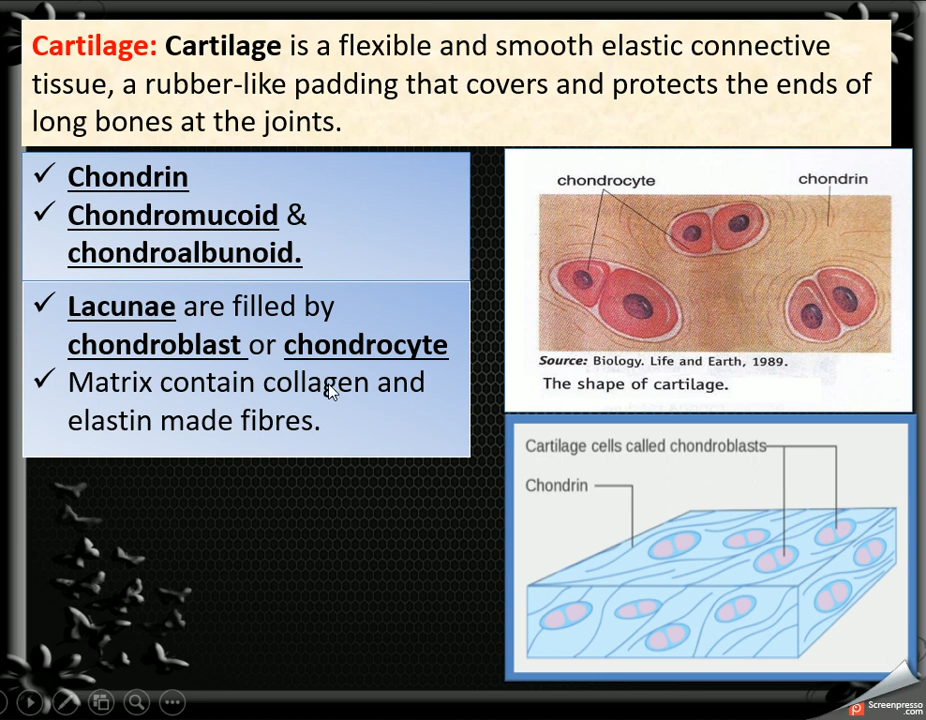 Cartilage: Cartilage is a flexible and smooth elastic connective
tissue, a rubber-like padding that covers and protects the ends of
long bones at the joints.
✓ Chondrin
✓ Chondromucoid &
chondroalbunoid.
✓ Lacunae are filled by
chondroblast or chondrocyte
✓ Matrix contain collagen and
elastin made fibres.
chondrocyte
chondrin
Source: Biology. Life and Earth, 1989.
The shape of cartilage.
Cartilage cells called chondroblasts
Chondrin
Screenpresso
.com